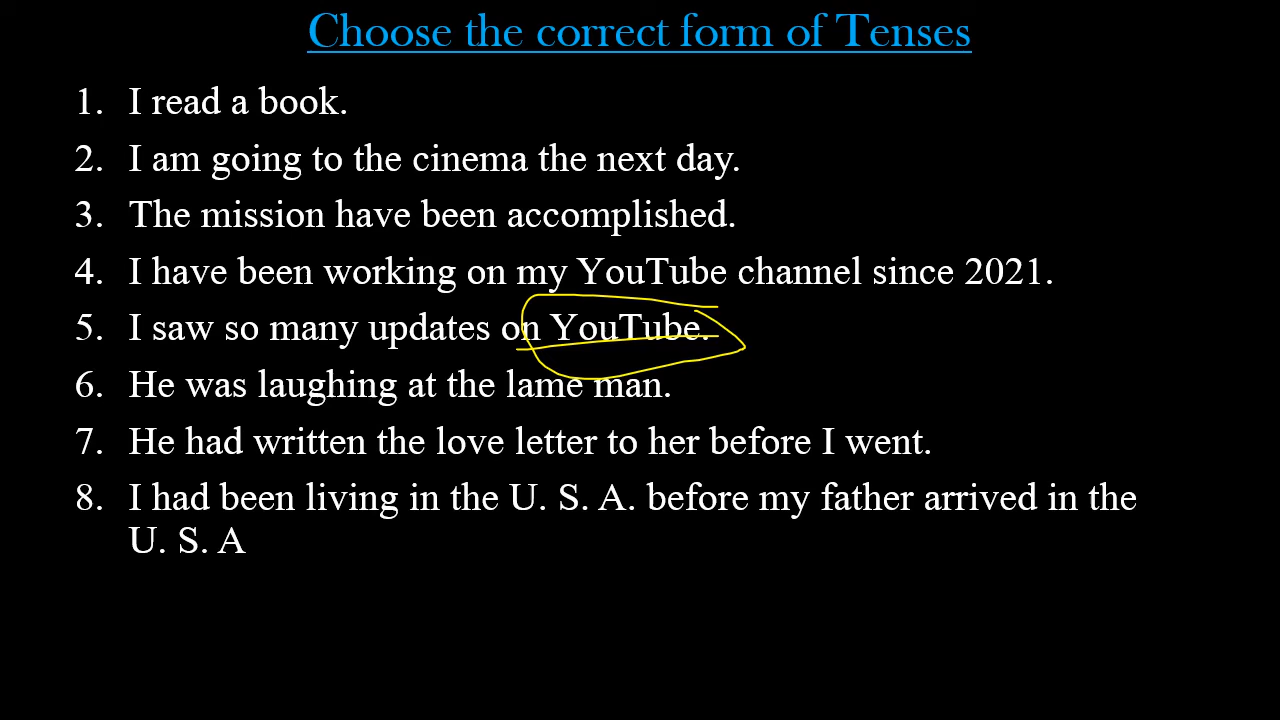 Choose the correct form of Tenses
1. I read a book.
2. I am going to the cinema the next day.
3. The mission have been accomplished.
4. I have been working on my YouTube channel since 2021.
5. I saw so many updates on YouTube.
6. He was laughing at the lame man.
7. He had written the love letter to her before I went.
8. I had been living in the U. S. A. before my father arrived in the
U. S. A